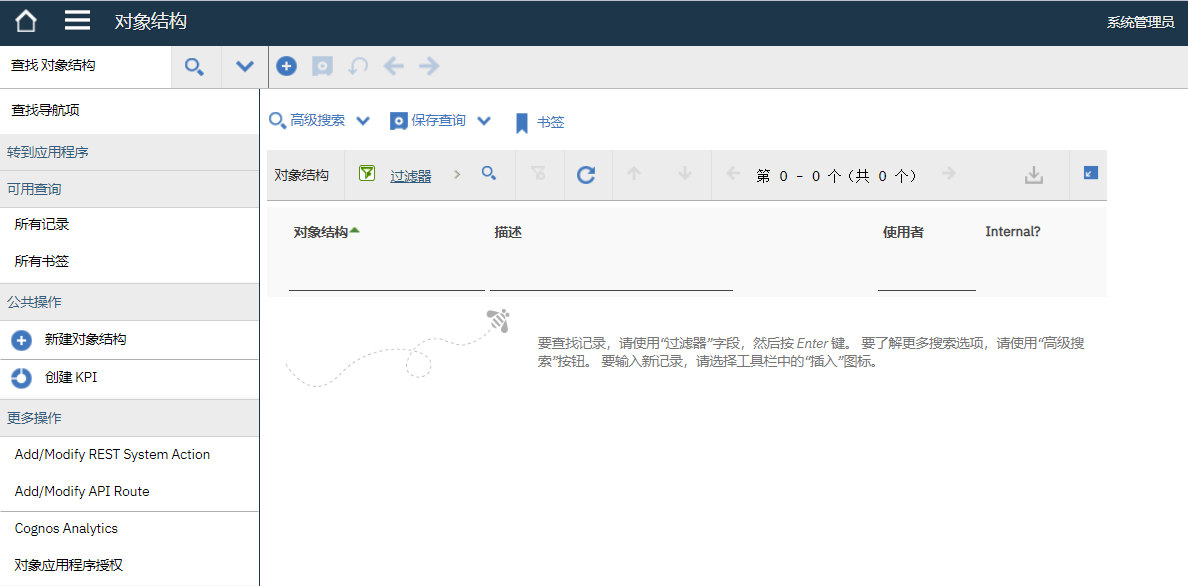 对象结构
系统管理员
查找 对象结构
查找导航项
转到应用程序
可用查询
所有记录
所有书签
公共操作
新建对象结构
创建 KPI
更多操作
Add/Modify REST System Action
Add/Modify API Route
Cognos Analytics
对象应用程序授权
高级搜索
保存查询
书签
对象结构
过滤器
第 0 - 0 个（共 0 个）
对象结构
描述
使用者
Internal?
要查找记录，请使用“过滤器”字段，然后按 Enter 键。 要了解更多搜索选项，请使用“高级搜
索”按钮。 要输入新记录，请选择工具栏中的“插入”图标。